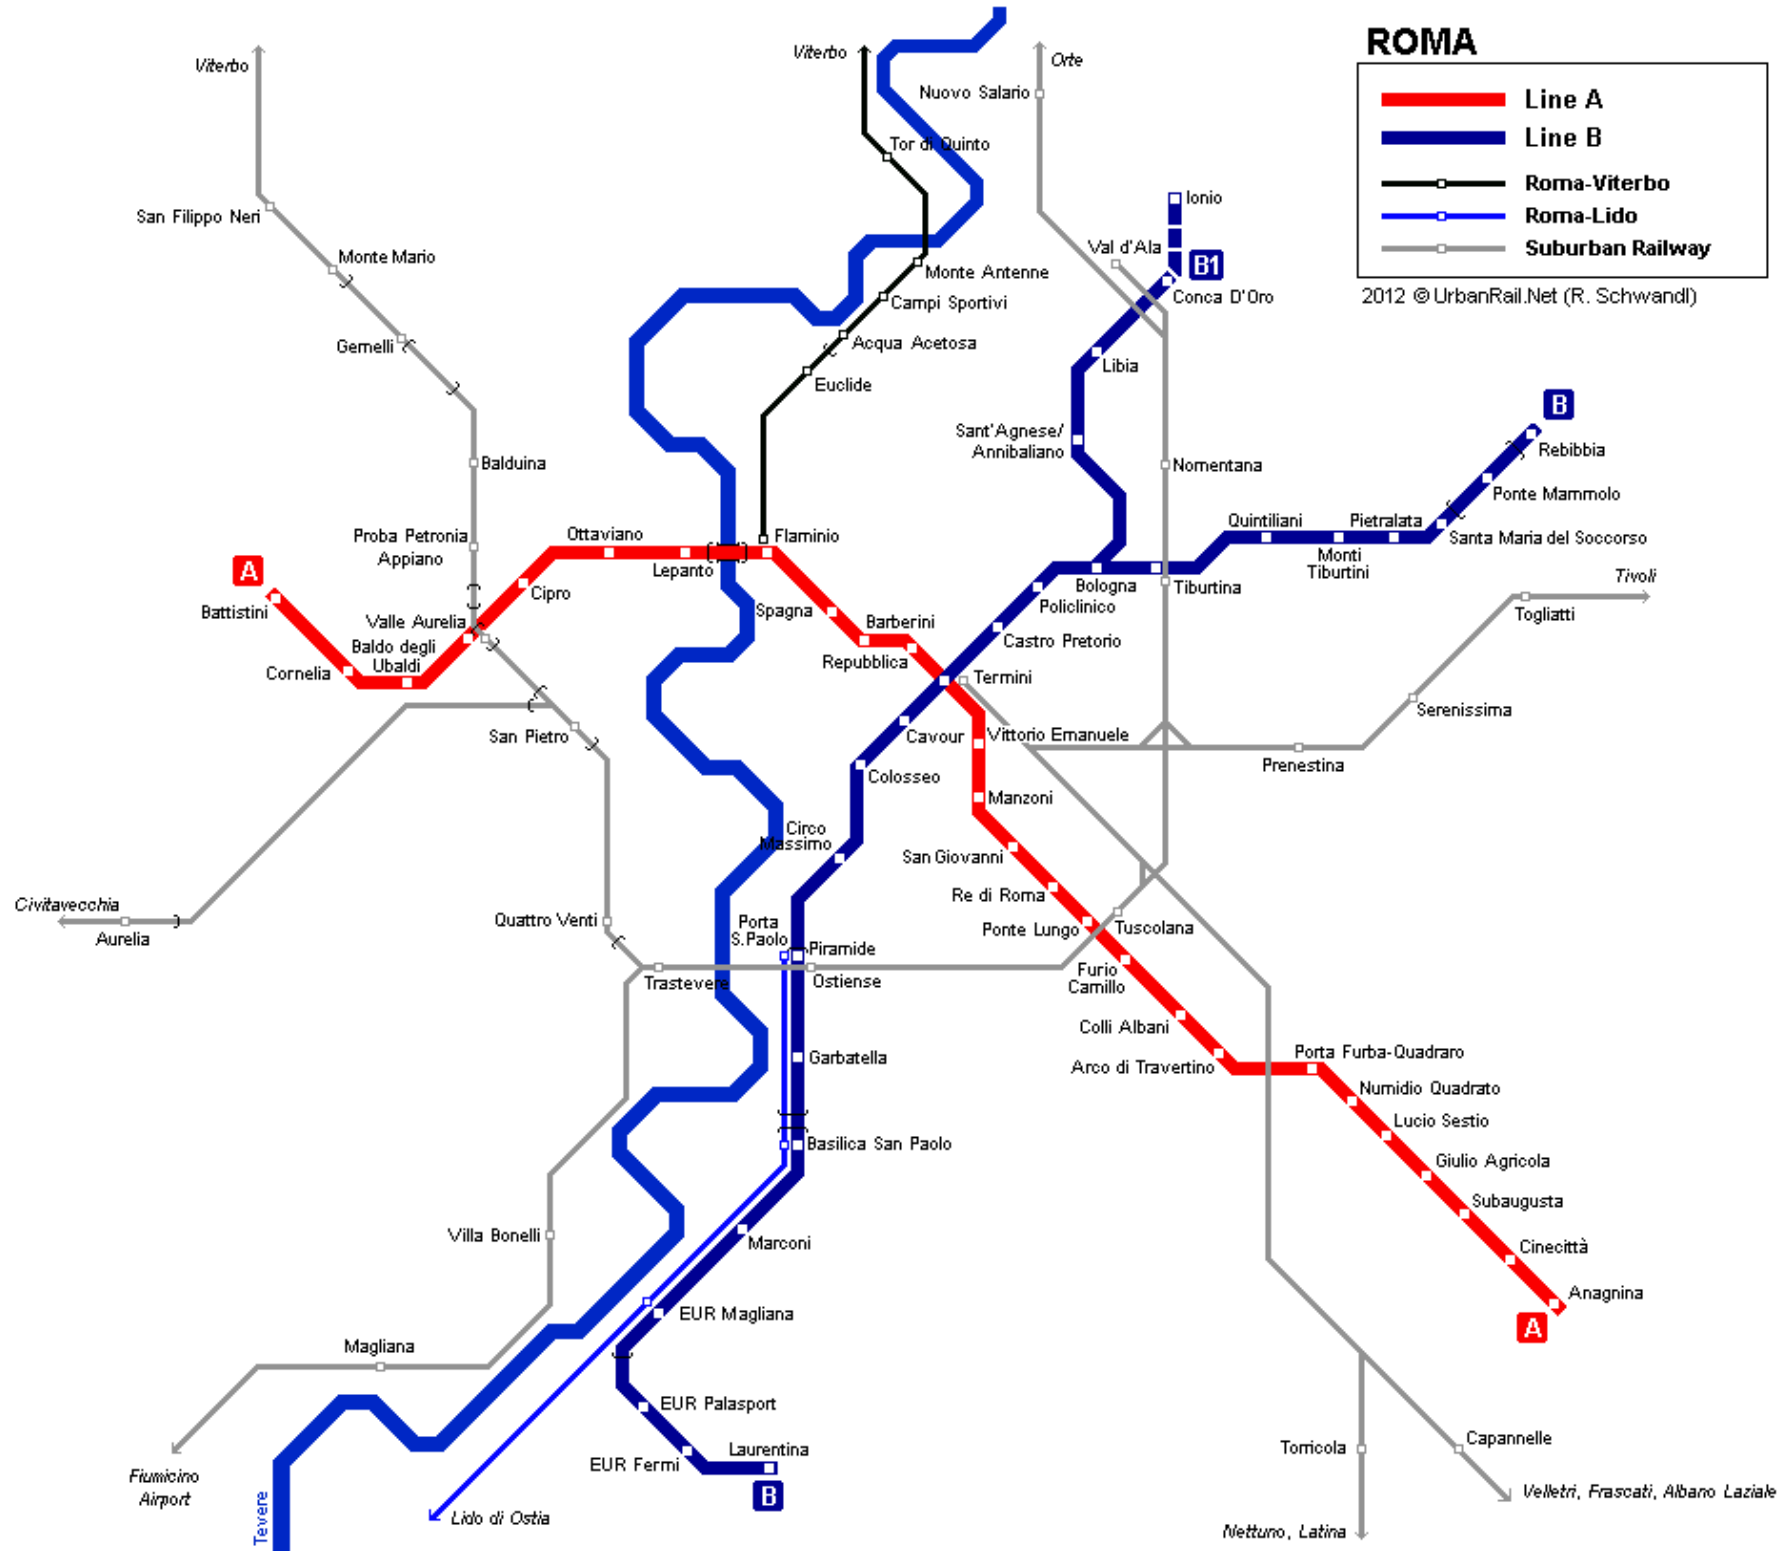 ROMA
Line A
Line B
Roma-Viterbo
Roma-Lido
Suburban Railway
2012 © UrbanRail.Net (R. Schwandl)
Viterbo
Viterbo
Orte
Nuovo Salario
Tor di Quinto
San Filippo Neri
Ionio
Monte Mario
Val d'Ala
B1
Monte Antenne
Conca D'Oro
Campi Sportivi
Gemelli
Acqua Acetosa
Libia
Euclide
B
Sant'Agnese/
Annibaliano
Rebibbia
Balduina
Nomentana
Ponte Mammolo
Proba Petronia
Appiano
Ottaviano
Flaminio
Quintiliani
Pietralata
Santa Maria del Soccorso
Monti
Tiburtini
A
Lepanto
Battistini
Cipro
Bologna
Tiburtina
Tivoli
Policlinico
Togliatti
Valle Aurelia
Spagna
Barberini
Baldo degli
Ubaldi
Castro Pretorio
Cornelia
Repubblica
Termini
Serenissima
San Pietro
Cavour
Vittorio Emanuele
Prenestina
Colosseo
Manzoni
Circo
Massimo
San Giovanni
Re di Roma
Civitavecchia
Aurelia
Quattro Venti
Porta
S.Paolo
Piramide
Ponte Lungo
Tuscolana
Trastevere
Ostiense
Furio
Camillo
Colli Albani
Garbatella
Arco di Travertino
Porta Furba-Quadraro
Numidio Quadrato
Lucio Sestio
Basilica San Paolo
Giulio Agricola
Subaugusta
Villa Bonelli
Marconi
Cinecittà
Anagnina
EUR Magliana
A
Magliana
EUR Palasport
Laurentina
EUR Fermi
Torricola
Capannelle
Fiumicino
Airport
B
Velletri, Frascati, Albano Laziale
Tevere
Lido di Ostia
Nettuno, Latina